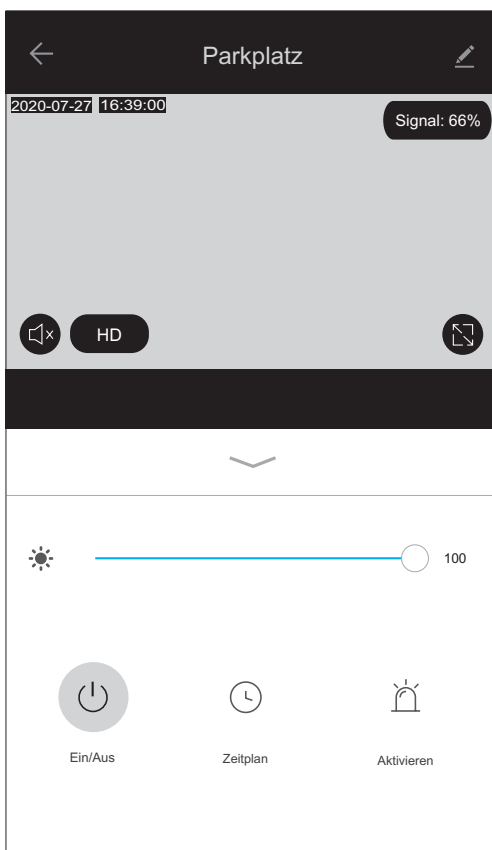 Parkplatz
2020-07-27 16:39:00
Signal: 66%
HD
100
Ein/Aus
Zeitplan
Aktivieren